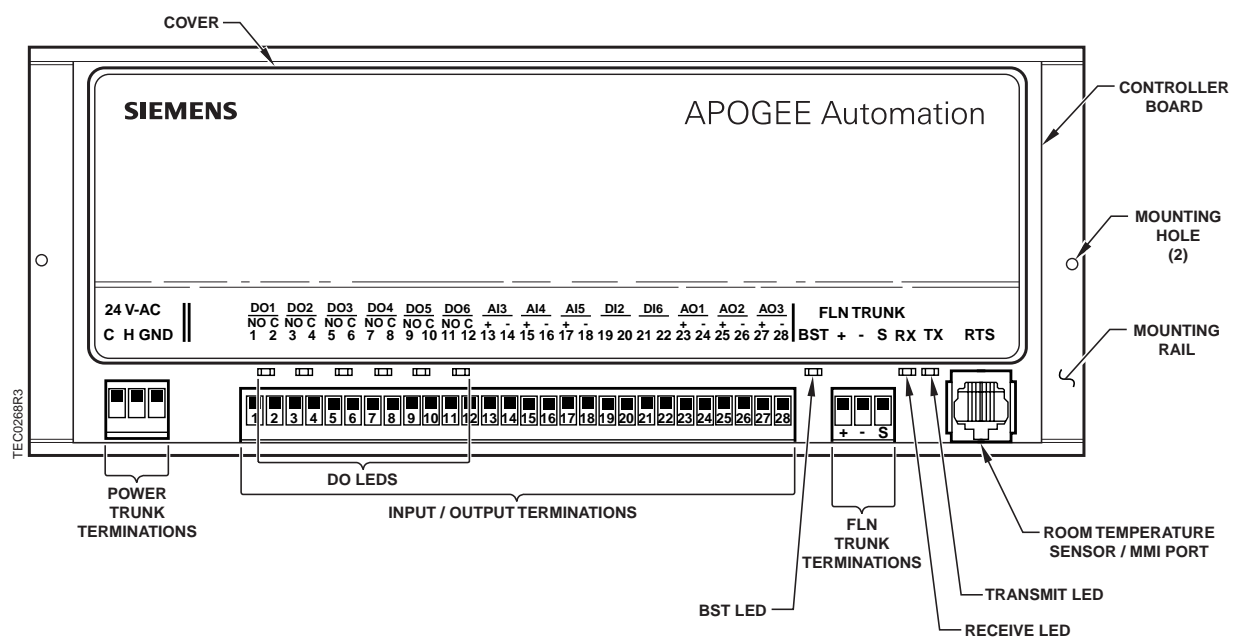 COVER
SIEMENS
APOGEE Automation
CONTROLLER
BOARD
MOUNTING
HOLE
(2)
MOUNTING
RAIL
24 V-AC
C H GND
DO1 DO2 DO3 DO4 DO5 DO6 AI3 AI4 AI5 DI2 DI6 AO1 AO2 AO3
NO C NO C NO C NO C NO C NO C + - + - + - + - + - + -
1 2 3 4 5 6 7 8 9 10 11 12 13 14 15 16 17 18 19 20 21 22 23 24 25 26 27 28
FLN TRUNK
BST + - S RX TX RTS
1 2 3 4 5 6 7 8 9 10 11 12 13 14 15 16 17 18 19 20 21 22 23 24 25 26 27 28
+ - S
TEC0268R3
DO LEDS
POWER
TRUNK
TERMINATIONS
INPUT / OUTPUT TERMINATIONS
FLN
TRUNK
TERMINATIONS
ROOM TEMPERATURE
SENSOR / MMI PORT
TRANSMIT LED
BST LED
RECEIVE LED